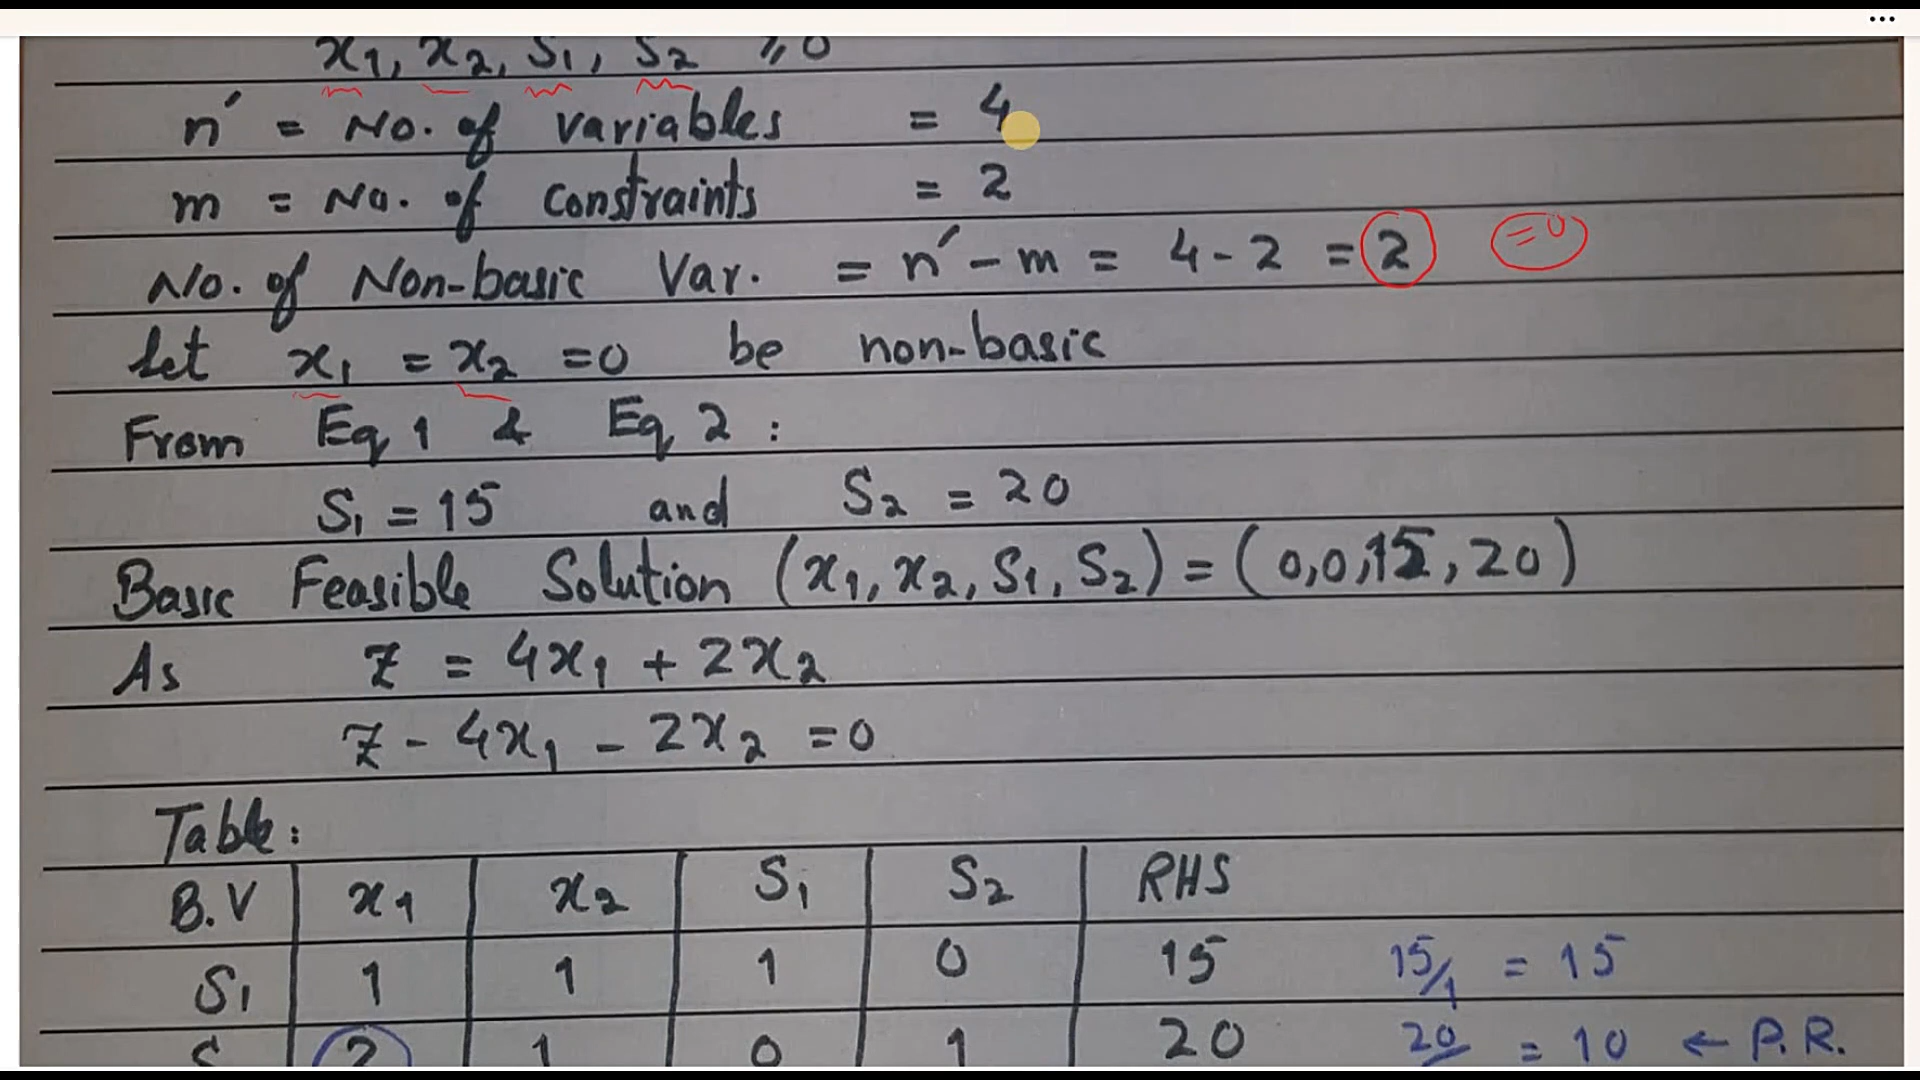 x1, x2, S1, S2 ≥ 0
n' = No. of variables = 4
m = No. of constraints = 2
No. of Non-basic Var. = n' - m = 4 - 2 = 2 = 0
Let x1 = x2 = 0 be non-basic
From Eq 1 & Eq 2 :
S1 = 15 and S2 = 20
Basic Feasible Solution (x1, x2, S1, S2) = (0,0,15,20)
As Z = 4x1 + 2x2
Z - 4x1 - 2x2 = 0
Table:
B.V x1 x2 S1 S2 RHS
S1 1 1 1 0 15 15/1 = 15
S 2 1 0 1 20 20 = 10 ← P.R.